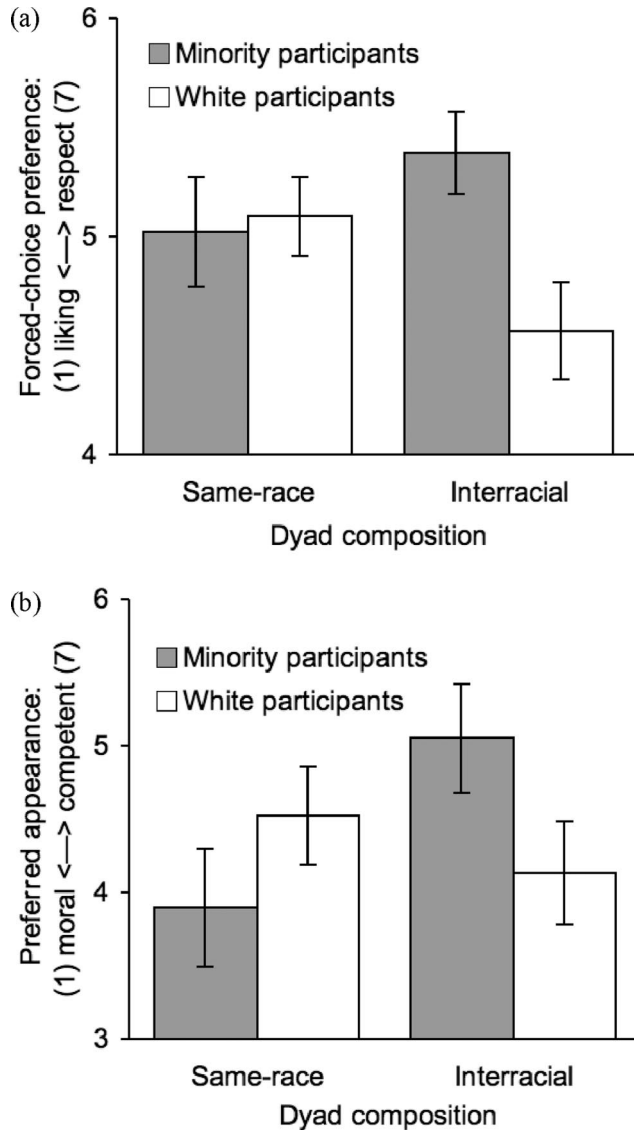 (a)
6
Minority participants
White participants
Forced-choice preference:
(1) liking <—> respect (7)
5
4
Same-race
Interracial
Dyad composition
(b)
6
Minority participants
White participants
Preferred appearance:
(1) moral <—> competent (7)
5
4
3
Same-race
Interracial
Dyad composition